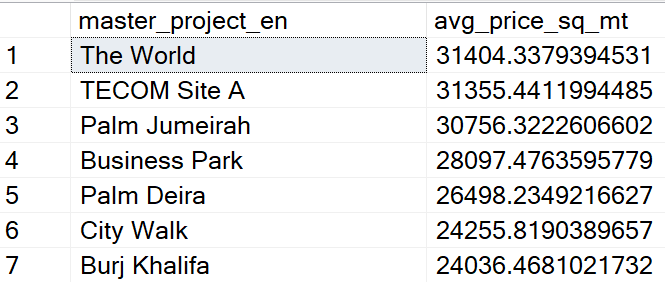 master_project_en avg_price_sq_mt
1 The World 31404.3379394531
2 TECOM Site A 31355.4411994485
3 Palm Jumeirah 30756.3222606602
4 Business Park 28097.4763595779
5 Palm Deira 26498.2349216627
6 City Walk 24255.8190389657
7 Burj Khalifa 24036.4681021732